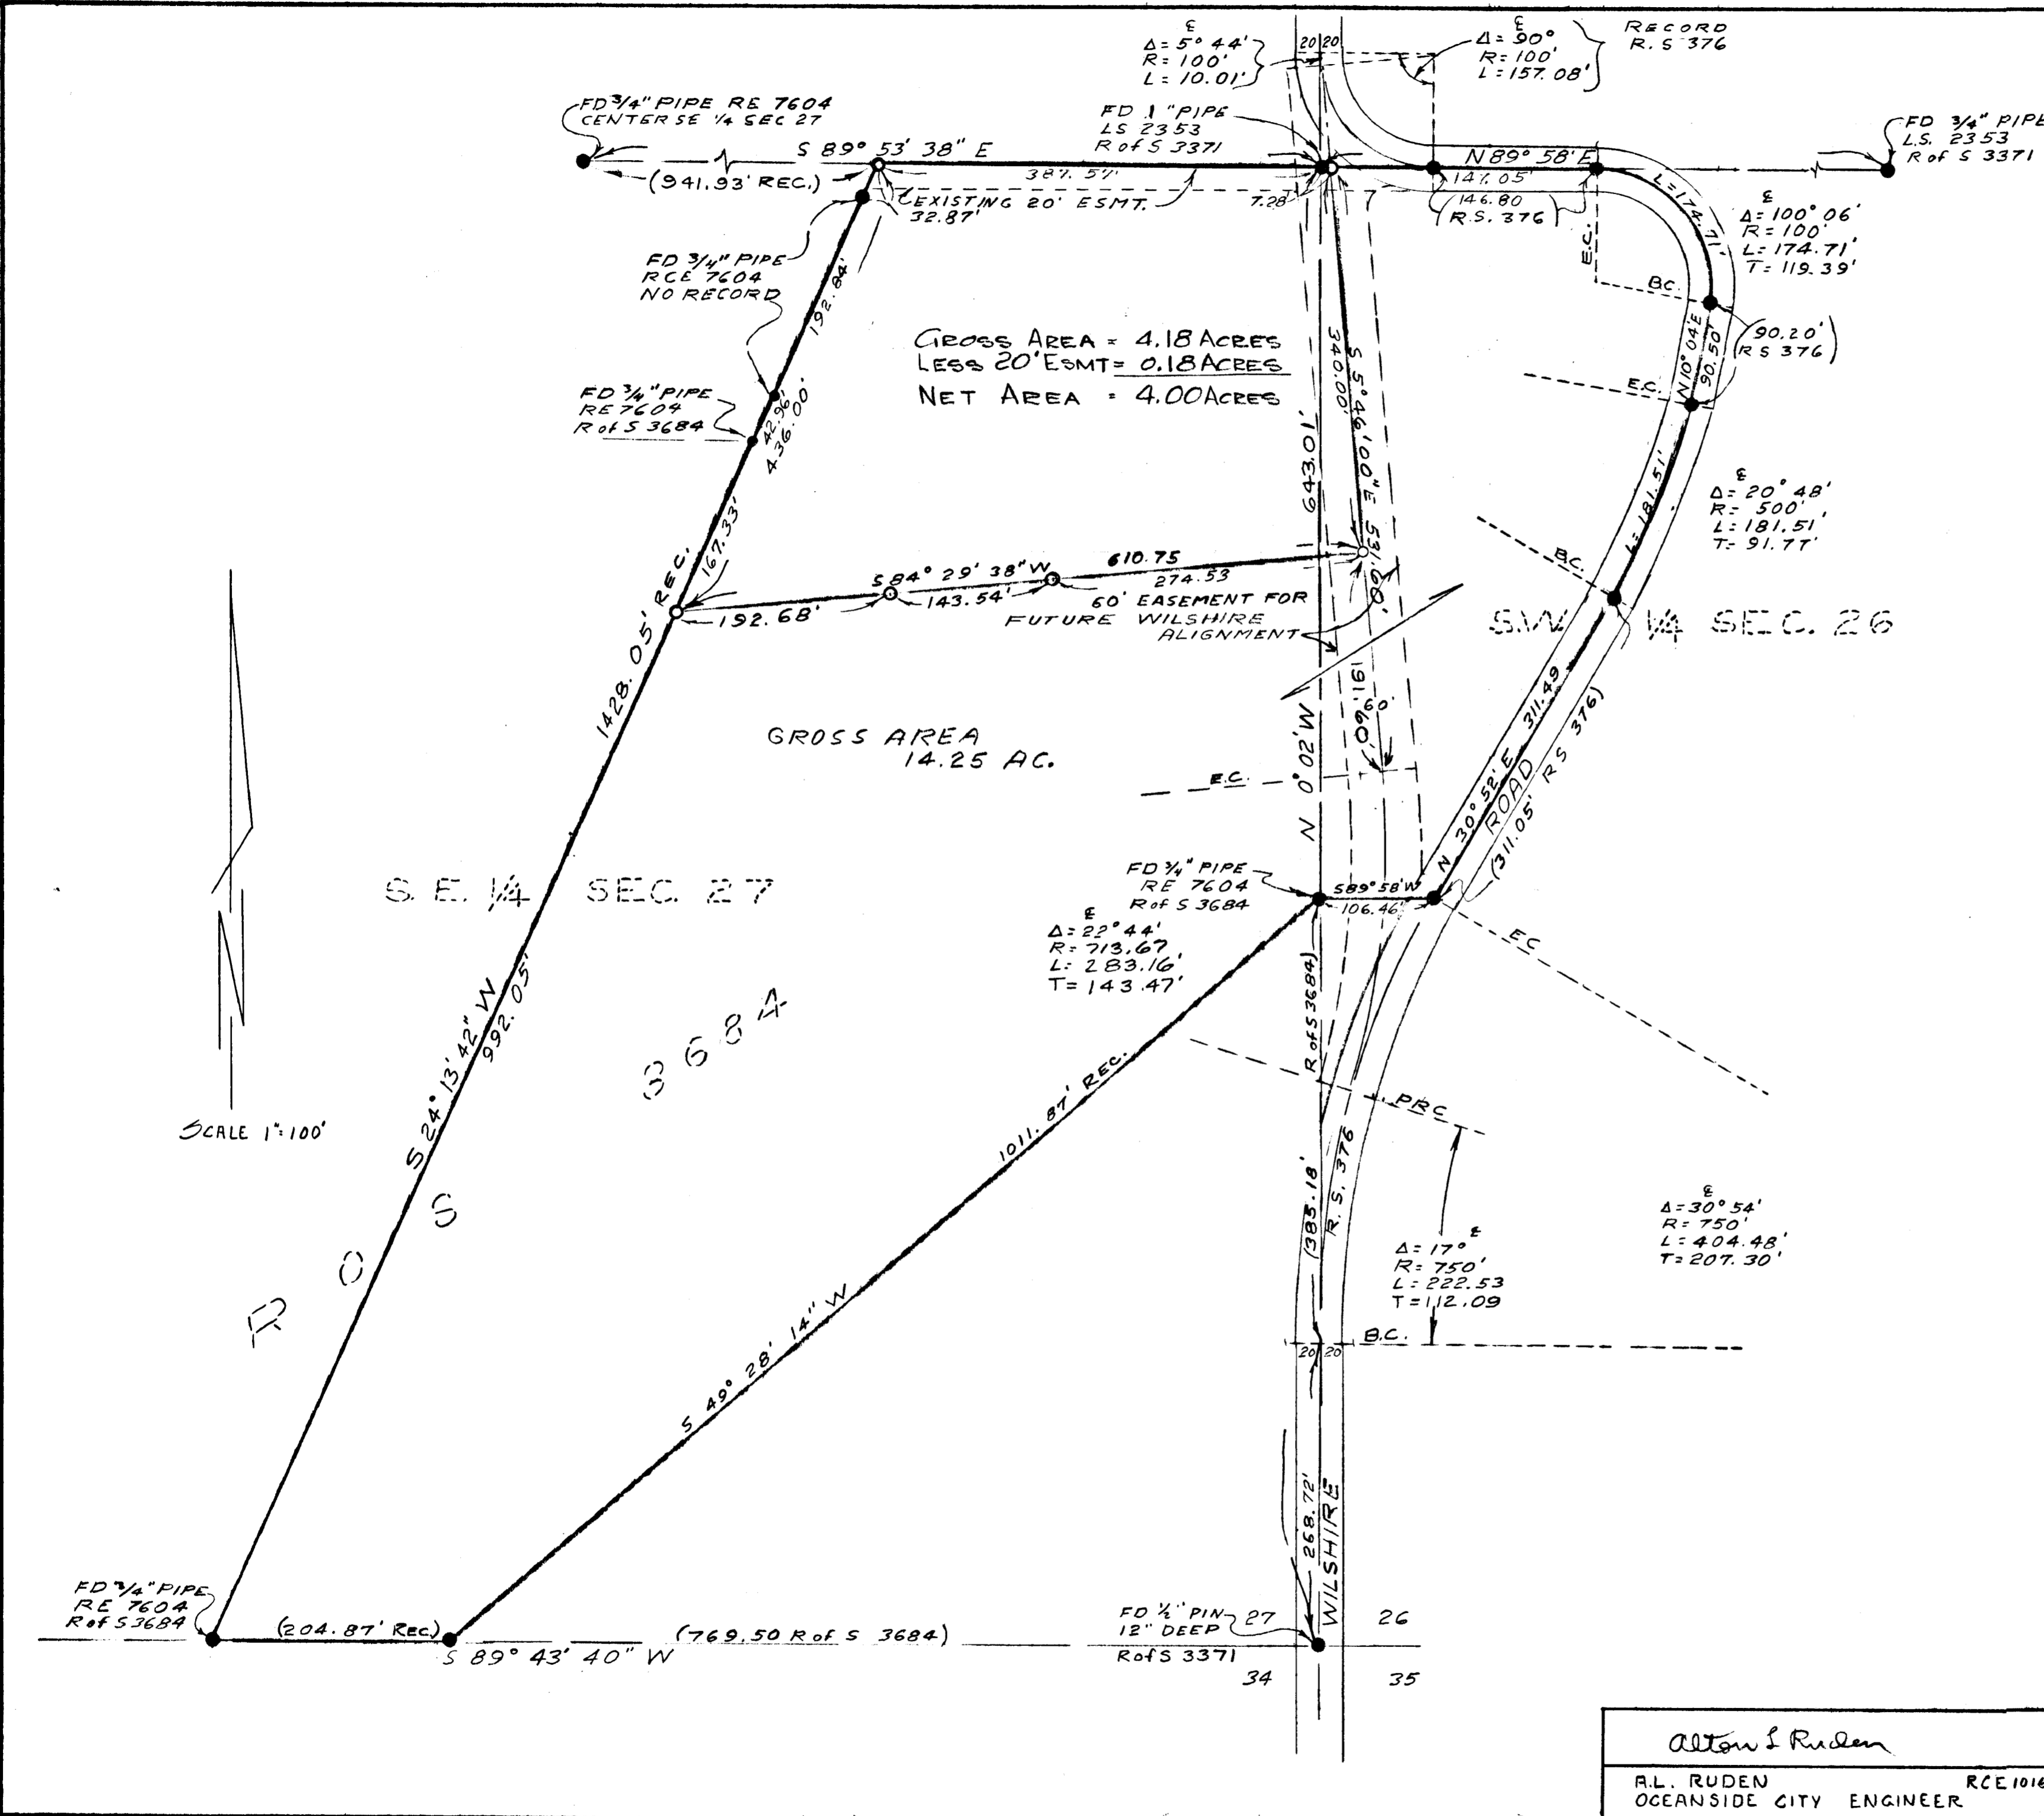 ℄
Δ= 5° 44'
R= 100'
L= 10.01'
20 20
℄
Δ= 90°
R= 100'
L= 157.08'
RECORD
R. S 376
FD 3/4" PIPE RE 7604
CENTER SE 1/4 SEC 27
FD 1" PIPE
LS 2353
R of S 3371
FD 3/4" PIPE
L.S. 2353
R of S 3371
S 89° 53' 38" E
(941.93' REC.)
387.57'
N 89° 58' E
147.05'
146.80
(R.S. 376)
EXISTING 20' ESMT.
32.87'
7.28'
L=174.71'
℄
Δ= 100° 06'
R= 100'
L= 174.71'
T= 119.39'
E.C.
B.C.
FD 3/4" PIPE
RCE 7604
NO RECORD
192.84'
(90.20'
RS 376)
N 10° 04' E
90.50'
E.C.
GROSS AREA = 4.18 ACRES
LESS 20' ESMT= 0.18 ACRES
NET AREA = 4.00 ACRES
FD 3/4" PIPE
RE 7604
R of S 3684
42.96'
436.00'
S 5° 46' 00" E 531.60'
340.00'
643.01'
L= 181.51'
℄
Δ= 20° 48'
R= 500'
L= 181.51'
T= 91.77'
B.C.
167.33'
S 84° 29' 38" W
610.75
192.68'
143.54'
274.53
60' EASEMENT FOR
FUTURE WILSHIRE
ALIGNMENT
S.W. 1/4 SEC. 26
1428.05' REC.
191.60'
60'
GROSS AREA
14.25 AC.
E.C.
N 0° 02' W
N 30° 52' E 311.49
ROAD
(311.05' RS 376)
S. E. 1/4 SEC. 27
FD 3/4" PIPE
RE 7604
R of S 3684
S 89° 58' W
106.46'
℄
Δ= 22° 44'
R= 713.67
L= 283.16'
T= 143.47'
E.C
S 24° 13' 42" W
992.05'
R O S 3684
(385.18' R of S 3684)
1011.87' REC.
S 49° 28' 14" W
P.R.C
SCALE 1"=100'
R. S. 376
℄
Δ= 17°
R= 750'
L= 222.53
T= 112.09
℄
Δ= 30° 54'
R= 750'
L= 404.48'
T= 207.30'
B.C.
20 20
268.72'
WILSHIRE
FD 3/4" PIPE
RE 7604
R of S 3684
(204.87' REC)
(769.50 R of S 3684)
S 89° 43' 40" W
FD 1/2" PIN
12" DEEP
R of S 3371
27 26
34 35
Alton L Ruden
A.L. RUDEN RCE 1016
OCEANSIDE CITY ENGINEER